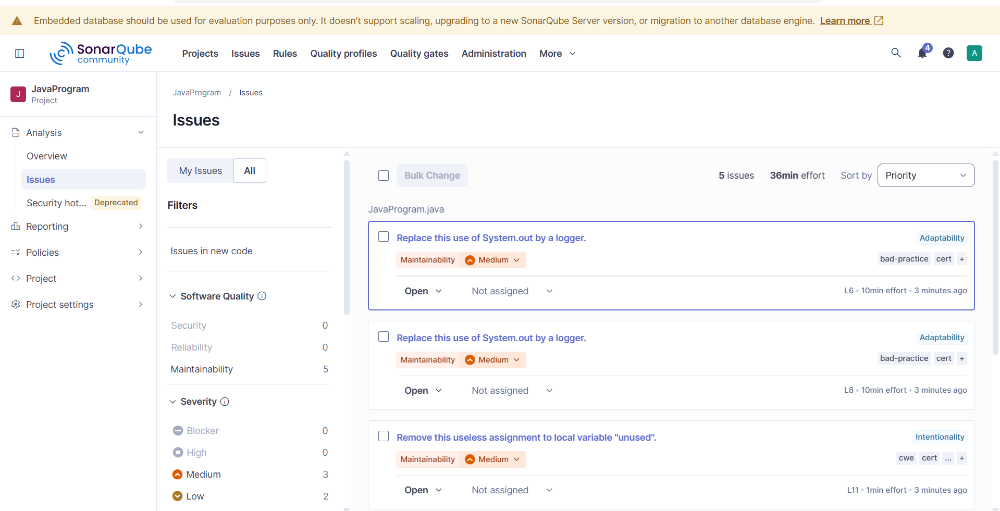 Embedded database should be used for evaluation purposes only. It doesn't support scaling, upgrading to a new SonarQube Server version, or migration to another database engine. Learn more
SonarQube
community
Projects
Issues
Rules
Quality profiles
Quality gates
Administration
More
4
?
A
J
JavaProgram
Project
Analysis
Overview
Issues
Security hot... Deprecated
Reporting
Policies
Project
Project settings
JavaProgram / Issues
Issues
My Issues
All
Filters
Issues in new code
Software Quality
Security 0
Reliability 0
Maintainability 5
Severity
Blocker 0
High 0
Medium 3
Low 2
Bulk Change
5 issues
36min effort
Sort by
Priority
JavaProgram.java
Replace this use of System.out by a logger.
Adaptability
Maintainability Medium
bad-practice cert +
Open
Not assigned
L6 • 10min effort • 3 minutes ago
Replace this use of System.out by a logger.
Adaptability
Maintainability Medium
bad-practice cert +
Open
Not assigned
L8 • 10min effort • 3 minutes ago
Remove this useless assignment to local variable "unused".
Intentionality
Maintainability Medium
cwe cert ... +
Open
Not assigned
L11 • 1min effort • 3 minutes ago